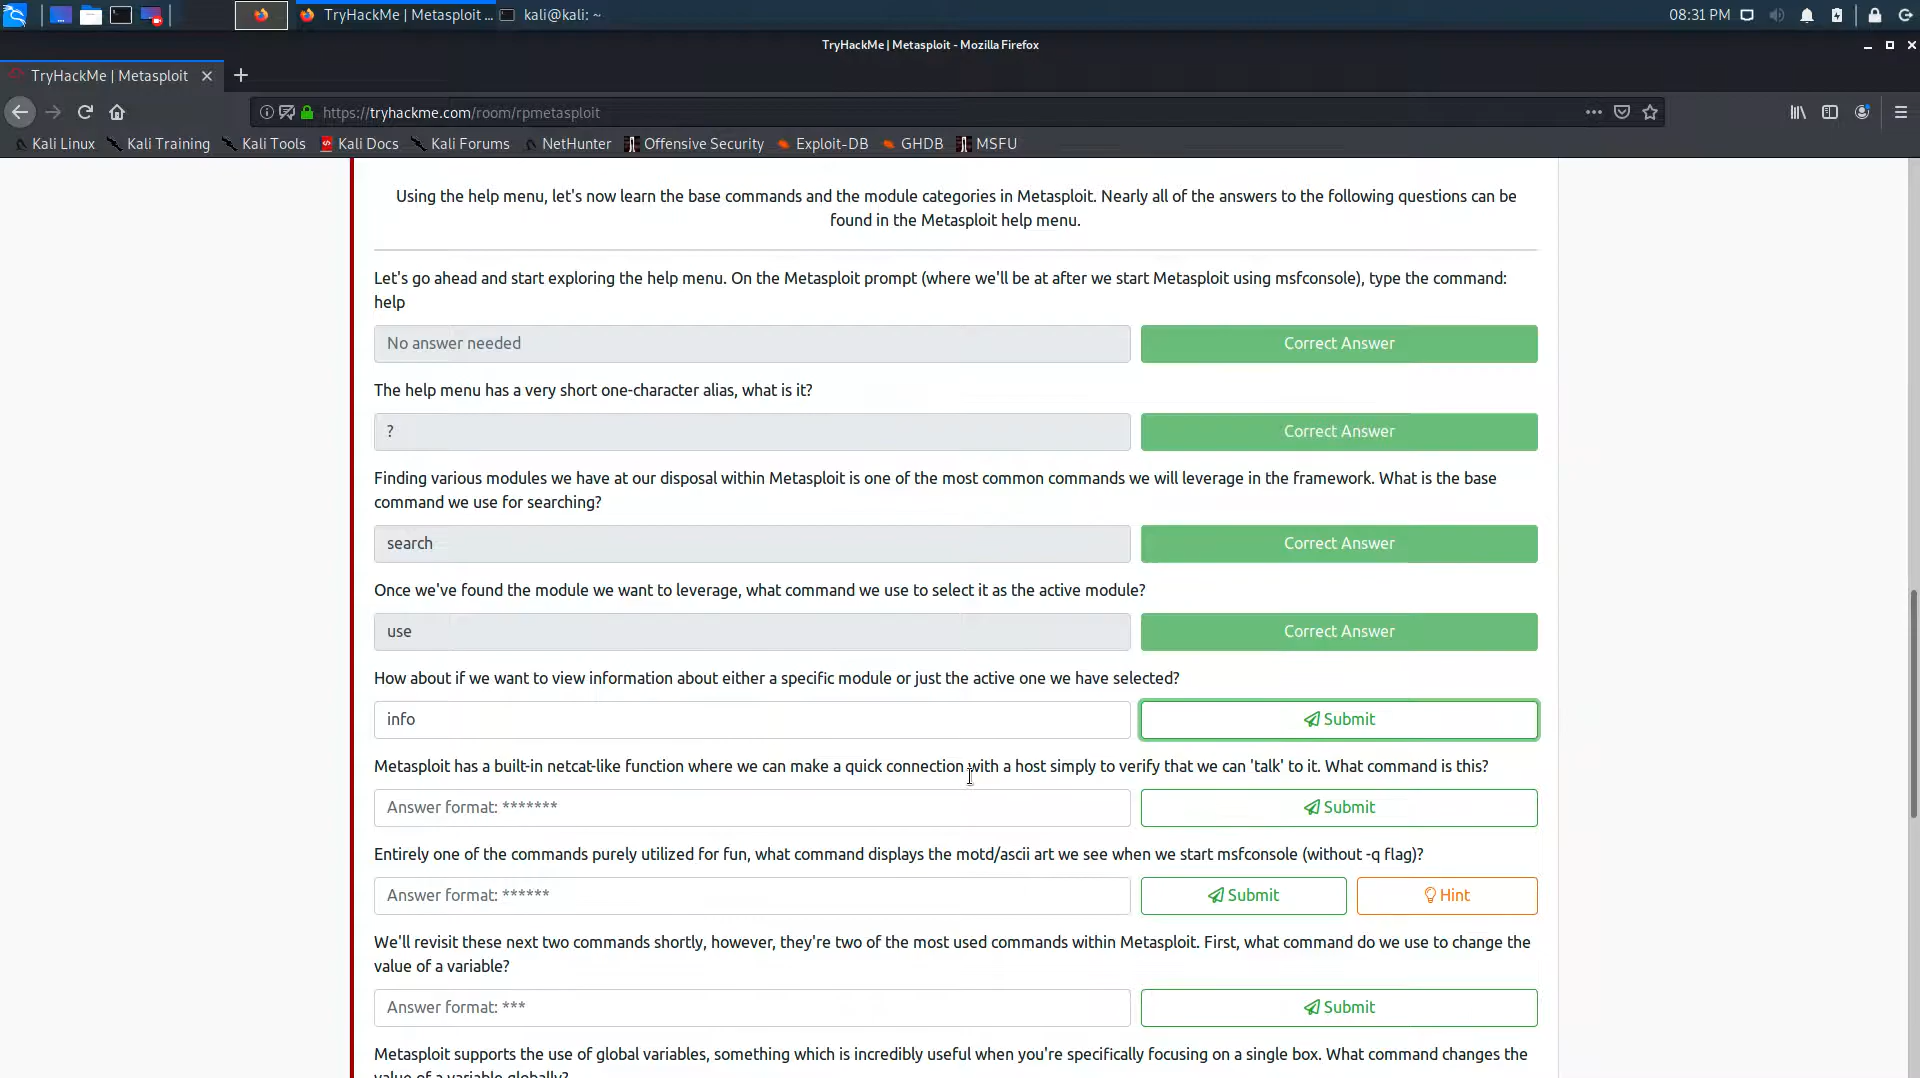 TryHackMe | Metasploit ...
kali@kali: ~
08:31 PM
TryHackMe | Metasploit - Mozilla Firefox
TryHackMe | Metasploit
https://tryhackme.com/room/rpmetasploit
Kali Linux Kali Training Kali Tools Kali Docs Kali Forums NetHunter Offensive Security Exploit-DB GHDB MSFU
Using the help menu, let's now learn the base commands and the module categories in Metasploit. Nearly all of the answers to the following questions can be
found in the Metasploit help menu.
Let's go ahead and start exploring the help menu. On the Metasploit prompt (where we'll be at after we start Metasploit using msfconsole), type the command:
help
No answer needed
Correct Answer
The help menu has a very short one-character alias, what is it?
?
Correct Answer
Finding various modules we have at our disposal within Metasploit is one of the most common commands we will leverage in the framework. What is the base
command we use for searching?
search
Correct Answer
Once we've found the module we want to leverage, what command we use to select it as the active module?
use
Correct Answer
How about if we want to view information about either a specific module or just the active one we have selected?
info
Submit
Metasploit has a built-in netcat-like function where we can make a quick connection with a host simply to verify that we can 'talk' to it. What command is this?
Answer format: *******
Submit
Entirely one of the commands purely utilized for fun, what command displays the motd/ascii art we see when we start msfconsole (without -q flag)?
Answer format: ******
Submit
Hint
We'll revisit these next two commands shortly, however, they're two of the most used commands within Metasploit. First, what command do we use to change the
value of a variable?
Answer format: ***
Submit
Metasploit supports the use of global variables, something which is incredibly useful when you're specifically focusing on a single box. What command changes the
value of a variable globally?